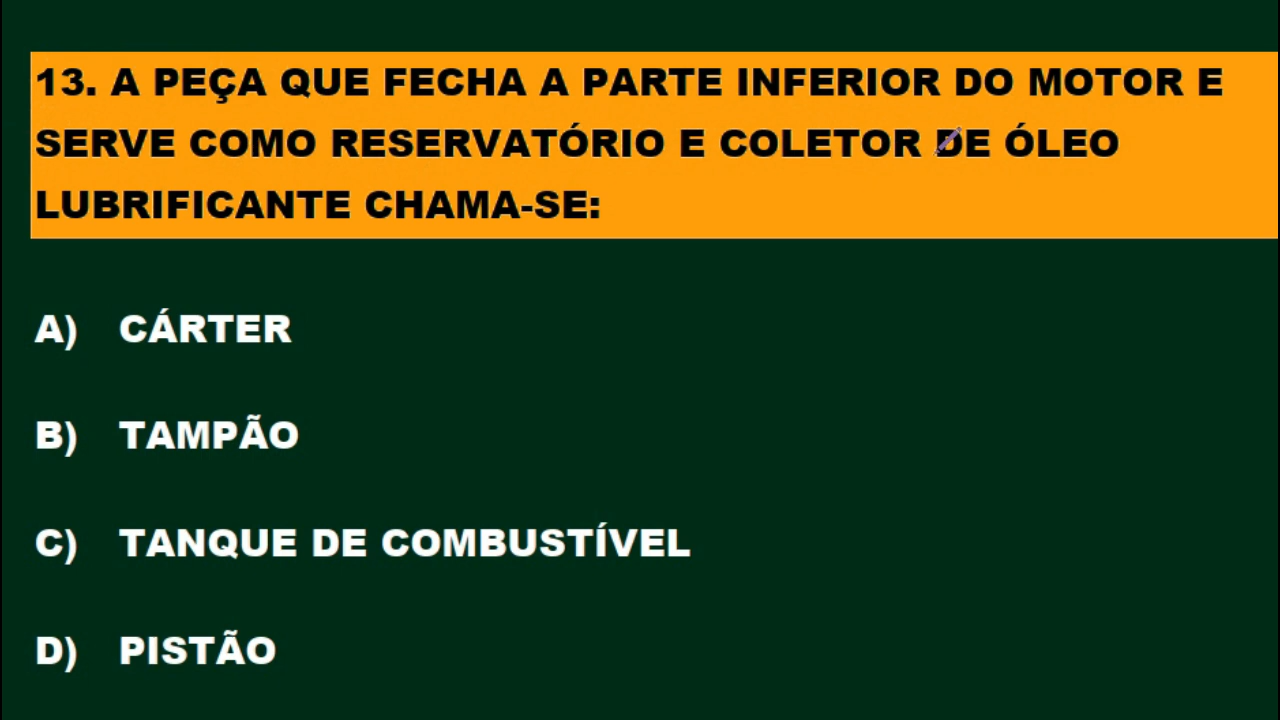 13. A PEÇA QUE FECHA A PARTE INFERIOR DO MOTOR E
SERVE COMO RESERVATÓRIO E COLETOR DE ÓLEO
LUBRIFICANTE CHAMA-SE:
A) CÁRTER
B) TAMPÃO
C) TANQUE DE COMBUSTÍVEL
D) PISTÃO